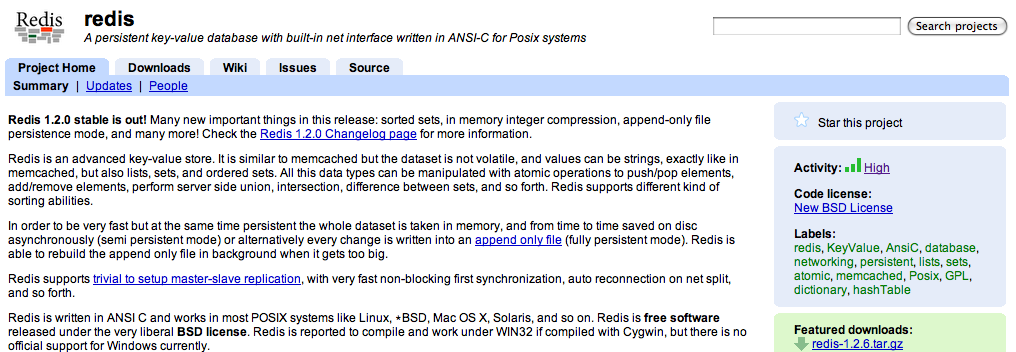 Redis
redis
A persistent key-value database with built-in net interface written in ANSI-C for Posix systems
Search projects
Project Home Downloads Wiki Issues Source
Summary | Updates | People
Redis 1.2.0 stable is out! Many new important things in this release: sorted sets, in memory integer compression, append-only file
persistence mode, and many more! Check the Redis 1.2.0 Changelog page for more information.
Redis is an advanced key-value store. It is similar to memcached but the dataset is not volatile, and values can be strings, exactly like in
memcached, but also lists, sets, and ordered sets. All this data types can be manipulated with atomic operations to push/pop elements,
add/remove elements, perform server side union, intersection, difference between sets, and so forth. Redis supports different kind of
sorting abilities.
In order to be very fast but at the same time persistent the whole dataset is taken in memory, and from time to time saved on disc
asynchronously (semi persistent mode) or alternatively every change is written into an append only file (fully persistent mode). Redis is
able to rebuild the append only file in background when it gets too big.
Redis supports trivial to setup master-slave replication, with very fast non-blocking first synchronization, auto reconnection on net split,
and so forth.
Redis is written in ANSI C and works in most POSIX systems like Linux, *BSD, Mac OS X, Solaris, and so on. Redis is free software
released under the very liberal BSD license. Redis is reported to compile and work under WIN32 if compiled with Cygwin, but there is no
official support for Windows currently.
Star this project
Activity: High
Code license:
New BSD License
Labels:
redis, KeyValue, AnsiC, database,
networking, persistent, lists, sets,
atomic, memcached, Posix, GPL,
dictionary, hashTable
Featured downloads:
redis-1.2.6.tar.gz